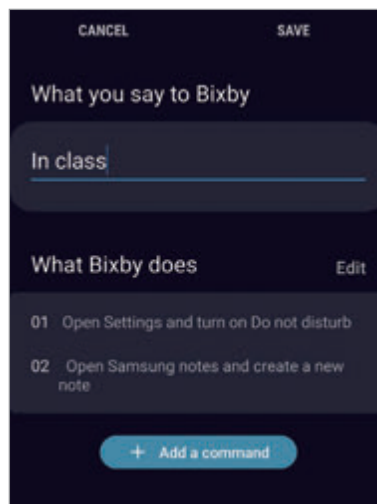 CANCEL SAVE
What you say to Bixby
In class
What Bixby does Edit
01 Open Settings and turn on Do not disturb
02 Open Samsung notes and create a new
note
+ Add a command